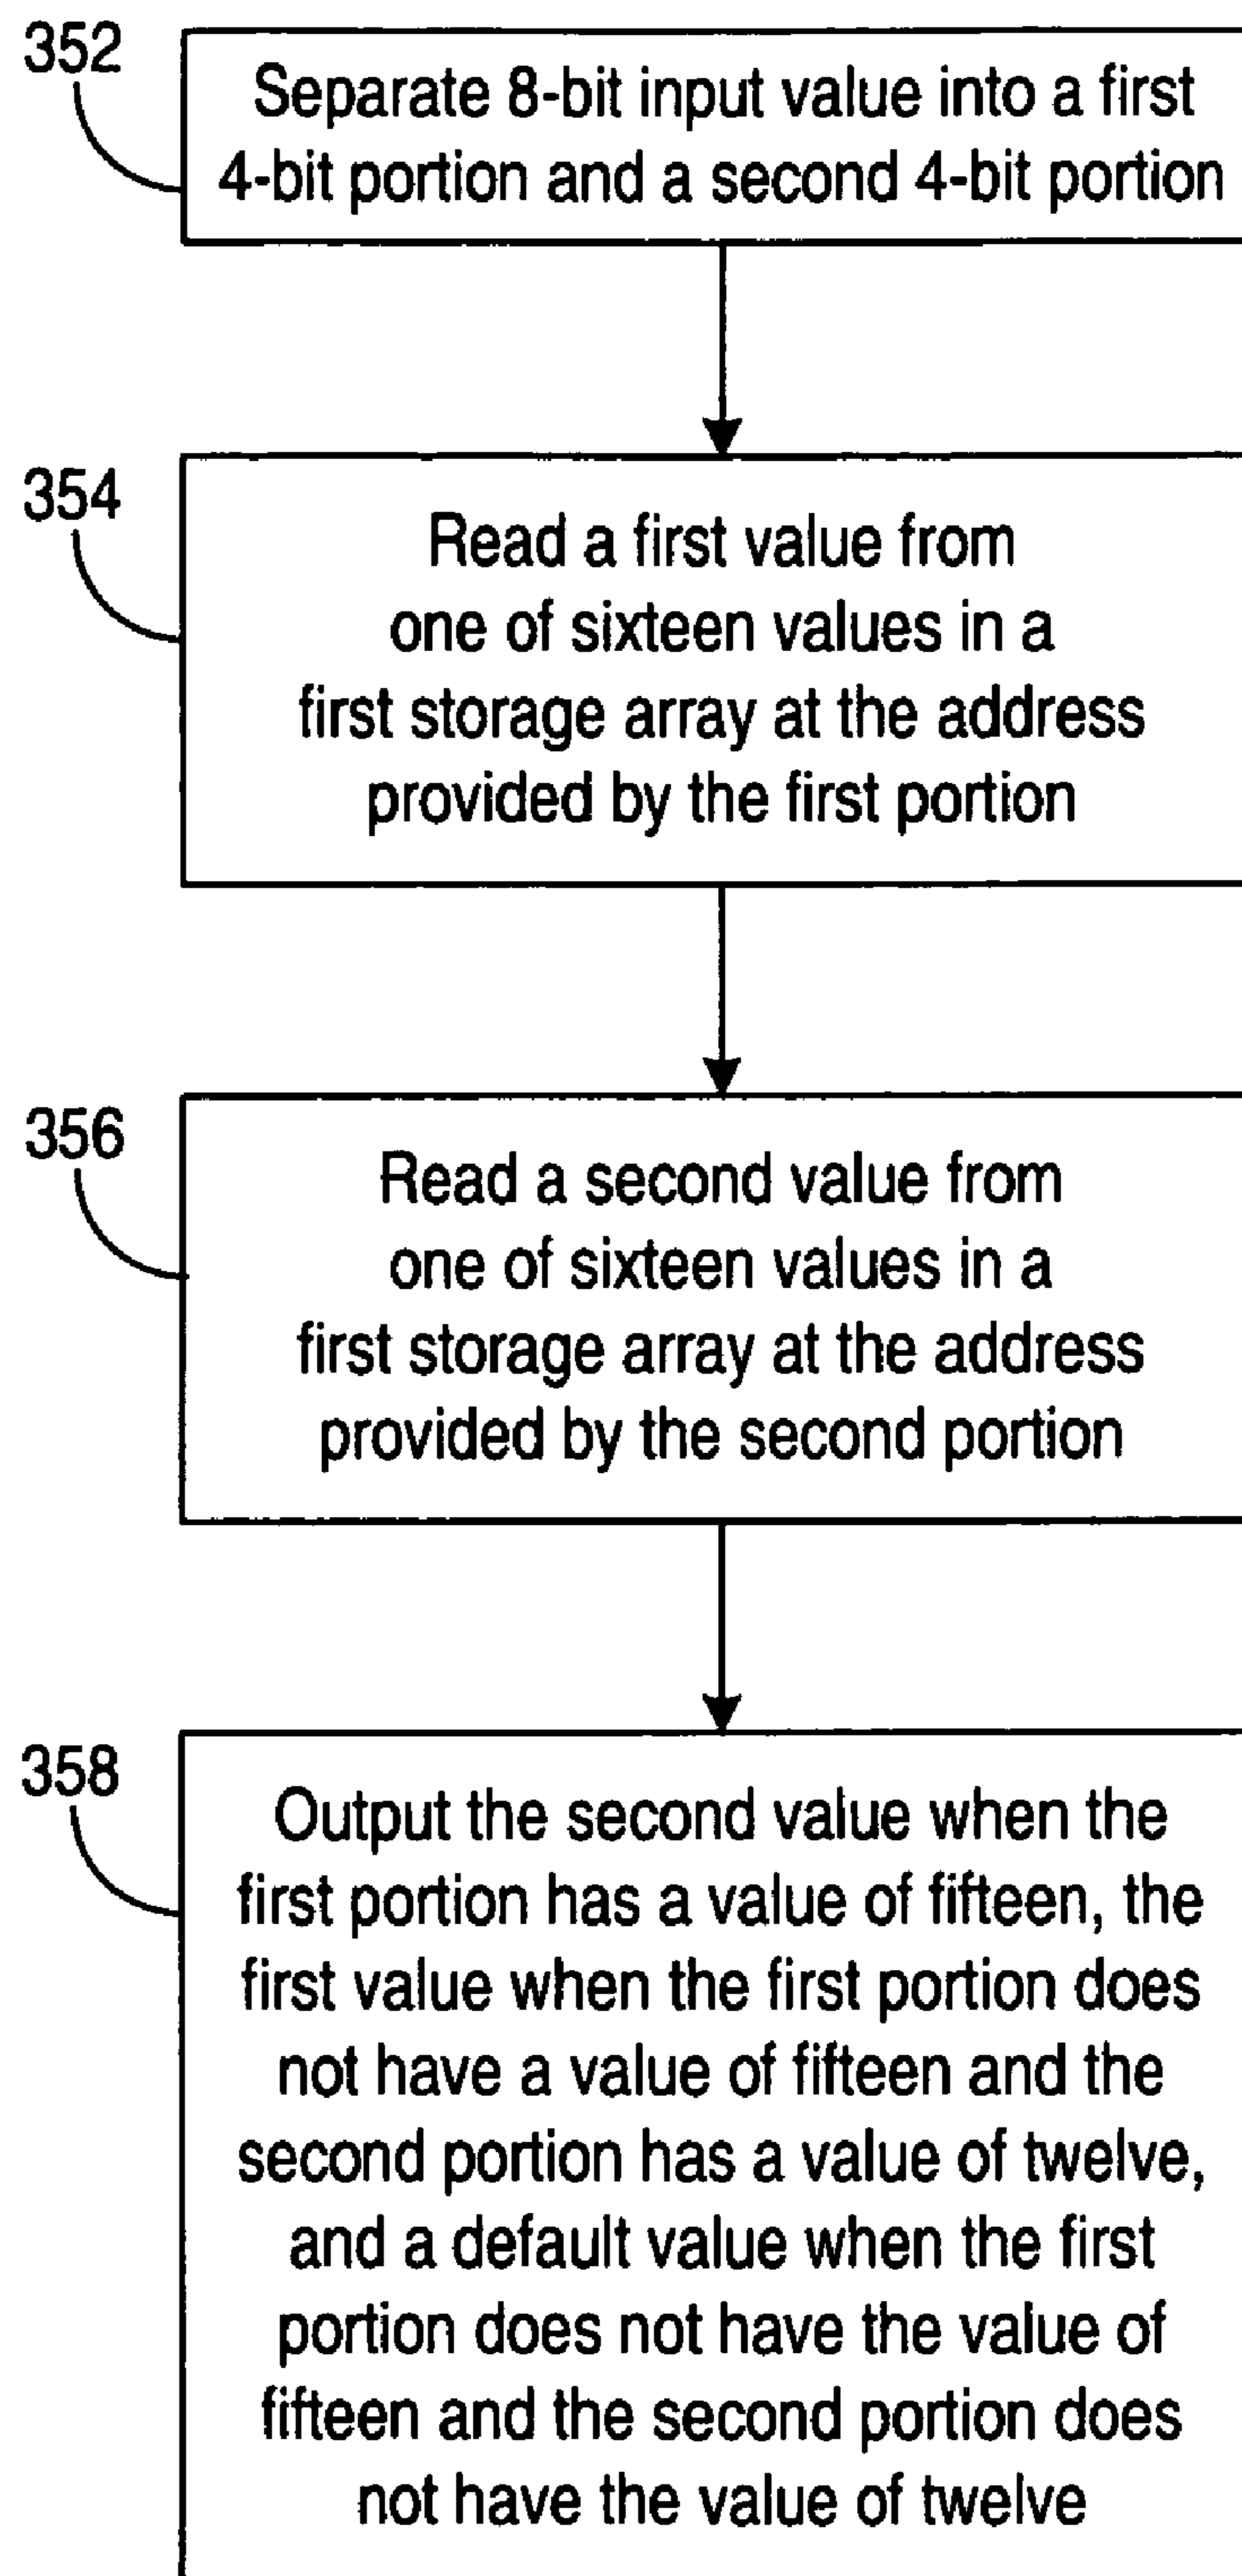 352
Separate 8-bit input value into a first
4-bit portion and a second 4-bit portion
354
Read a first value from
one of sixteen values in a
first storage array at the address
provided by the first portion
356
Read a second value from
one of sixteen values in a
first storage array at the address
provided by the second portion
358
Output the second value when the
first portion has a value of fifteen, the
first value when the first portion does
not have a value of fifteen and the
second portion has a value of twelve,
and a default value when the first
portion does not have the value of
fifteen and the second portion does
not have the value of twelve